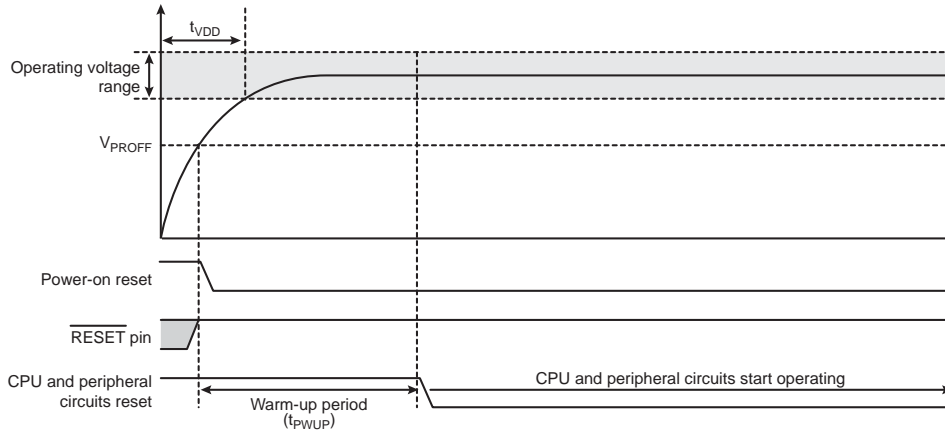 tVDD
Operating voltage
range
VPROFF
Power-on reset
RESET pin
CPU and peripheral
circuits reset
Warm-up period
(tPWUP)
CPU and peripheral circuits start operating